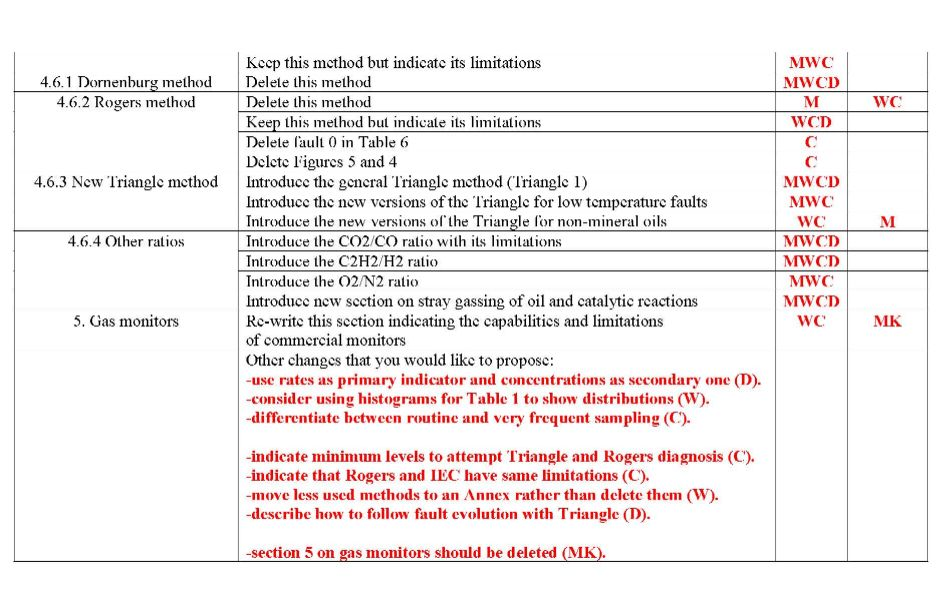 Keep this method but indicate its limitations MWC
4.6.1 Dornenburg method Delete this method MWCD
4.6.2 Rogers method Delete this method M WC
Keep this method but indicate its limitations WCD
Delete fault 0 in Table 6 C
Delete Figures 5 and 4 C
4.6.3 New Triangle method Introduce the general Triangle method (Triangle 1) MWCD
Introduce the new versions of the Triangle for low temperature faults MWC
Introduce the new versions of the Triangle for non-mineral oils WC M
4.6.4 Other ratios Introduce the CO2/CO ratio with its limitations MWCD
Introduce the C2H2/H2 ratio MWCD
Introduce the O2/N2 ratio MWC
Introduce new section on stray gassing of oil and catalytic reactions MWCD
5. Gas monitors Re-write this section indicating the capabilities and limitations WC MK
of commercial monitors
Other changes that you would like to propose:
-use rates as primary indicator and concentrations as secondary one (D).
-consider using histograms for Table 1 to show distributions (W).
-differentiate between routine and very frequent sampling (C).
-indicate minimum levels to attempt Triangle and Rogers diagnosis (C).
-indicate that Rogers and IEC have same limitations (C).
-move less used methods to an Annex rather than delete them (W).
-describe how to follow fault evolution with Triangle (D).
-section 5 on gas monitors should be deleted (MK).